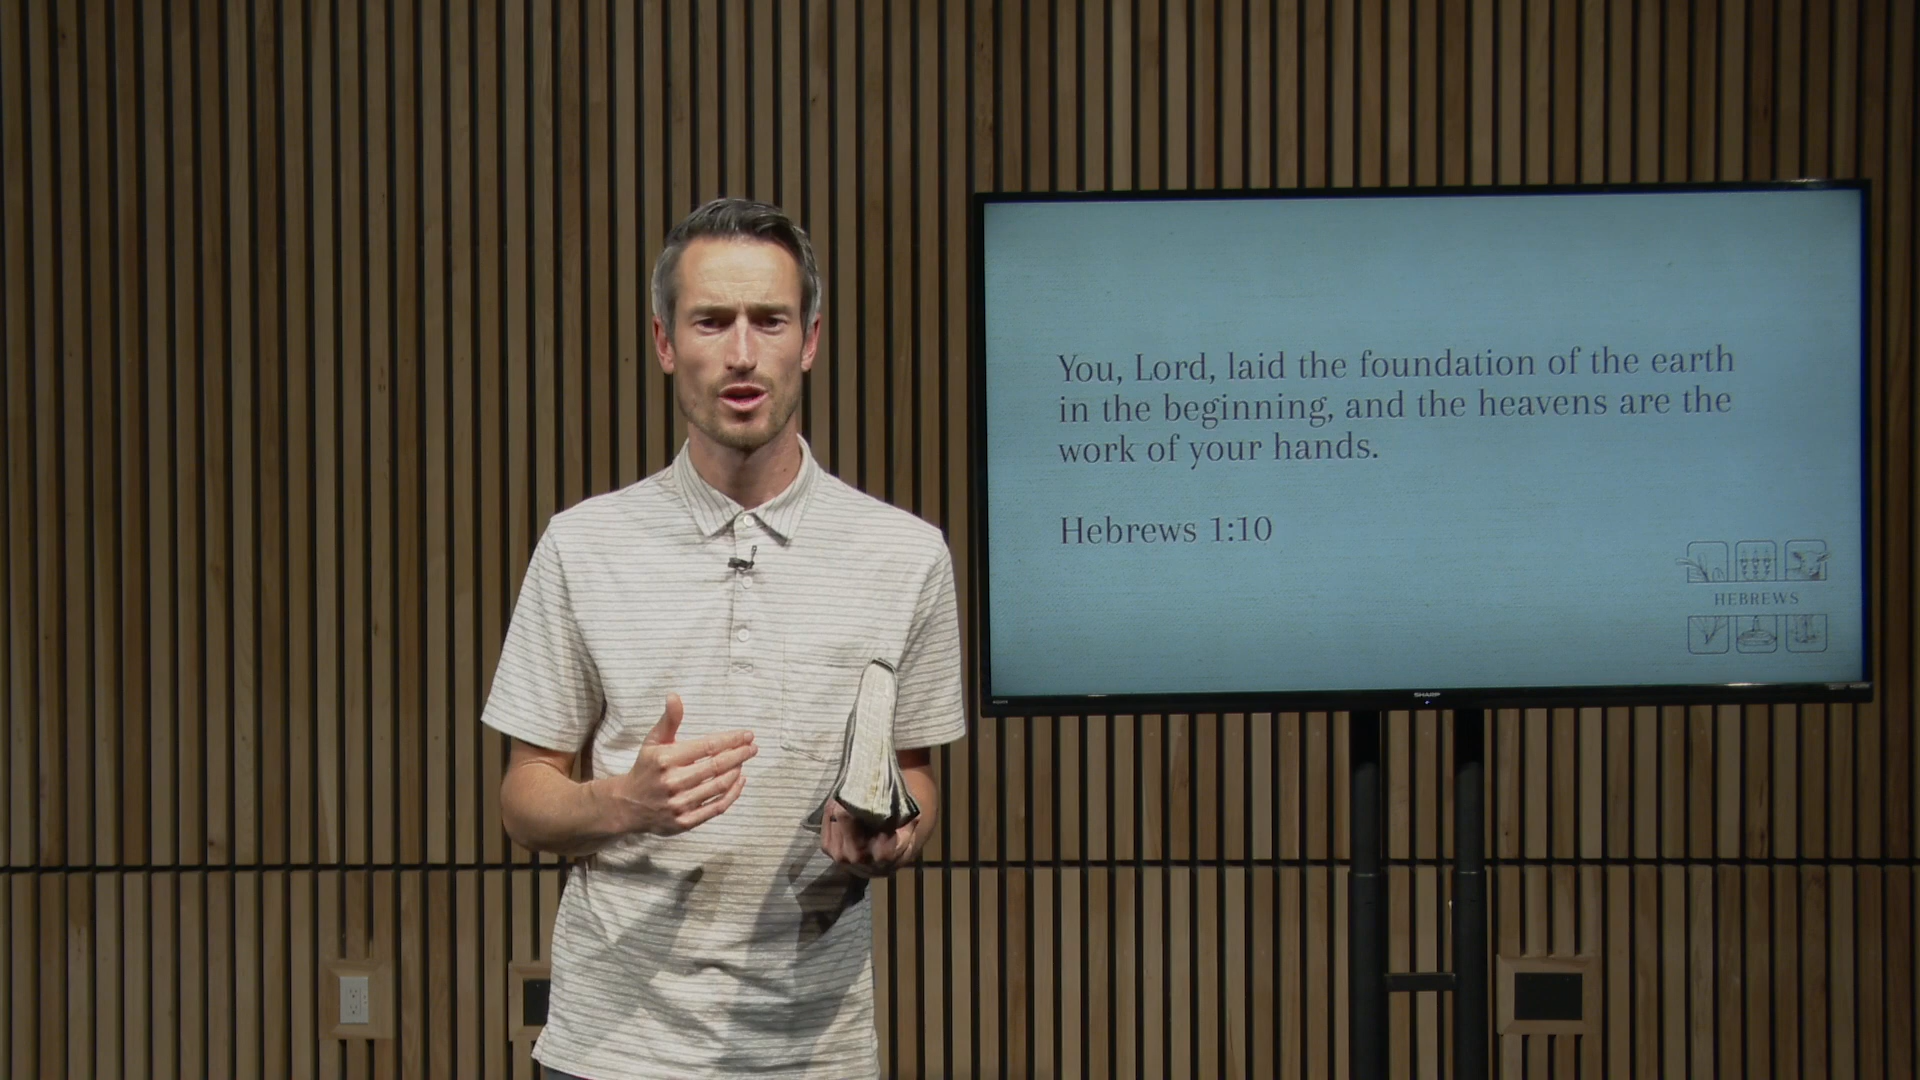 You, Lord, laid the foundation of the earth
in the beginning, and the heavens are the
work of your hands.
Hebrews 1:10
HEBREWS
SHARP